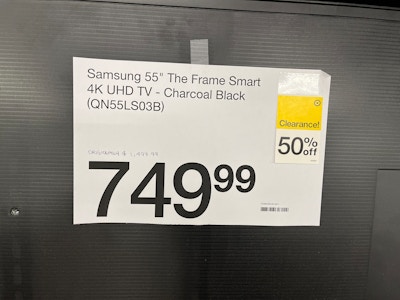 Samsung 55" The Frame Smart
4K UHD TV - Charcoal Black
(QN55LS03B)
749.99
Clearance!
50% off